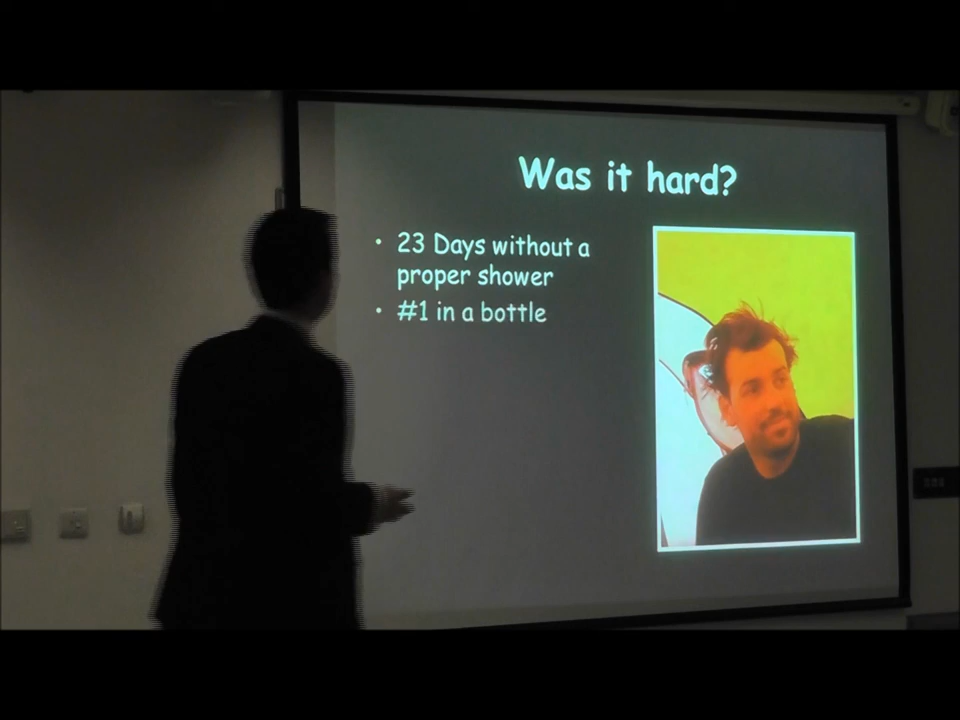 Was it hard?
• 23 Days without a
proper shower
• #1 in a bottle